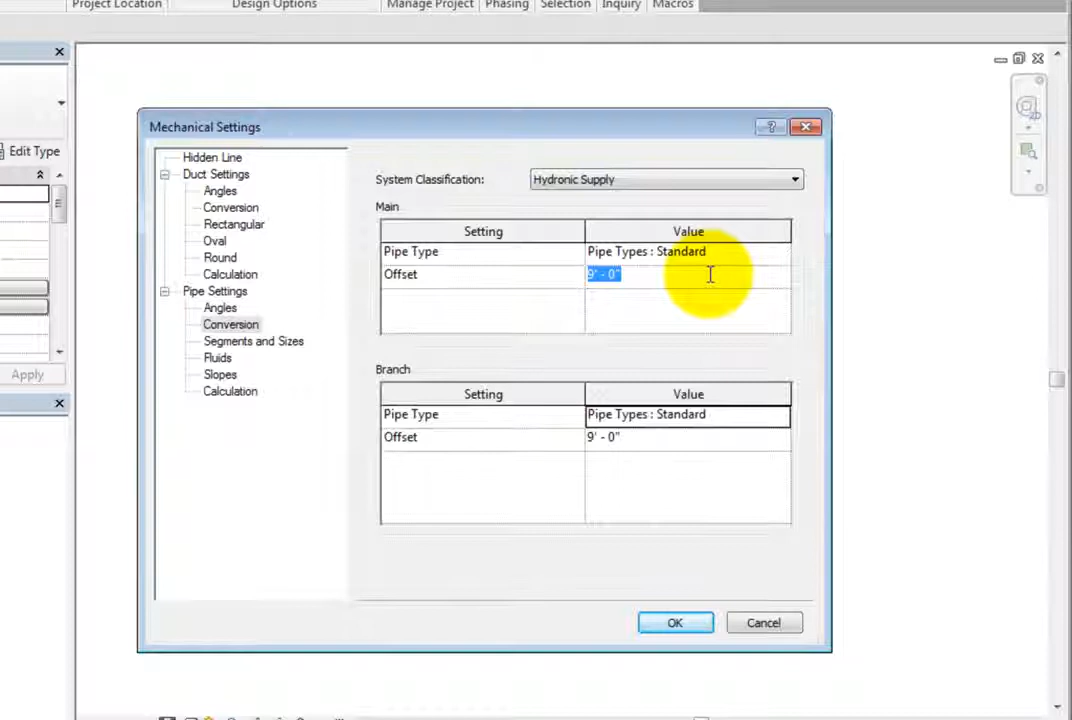 Project Location Design Options Manage Project Phasing Selection Inquiry Macros
Edit Type
Apply
Mechanical Settings
Hidden Line
Duct Settings
Angles
Conversion
Rectangular
Oval
Round
Calculation
Pipe Settings
Angles
Conversion
Segments and Sizes
Fluids
Slopes
Calculation
System Classification: Hydronic Supply
Main
Setting Value
Pipe Type Pipe Types : Standard
Offset 9' - 0"
Branch
Setting Value
Pipe Type Pipe Types : Standard
Offset 9' - 0"
OK Cancel